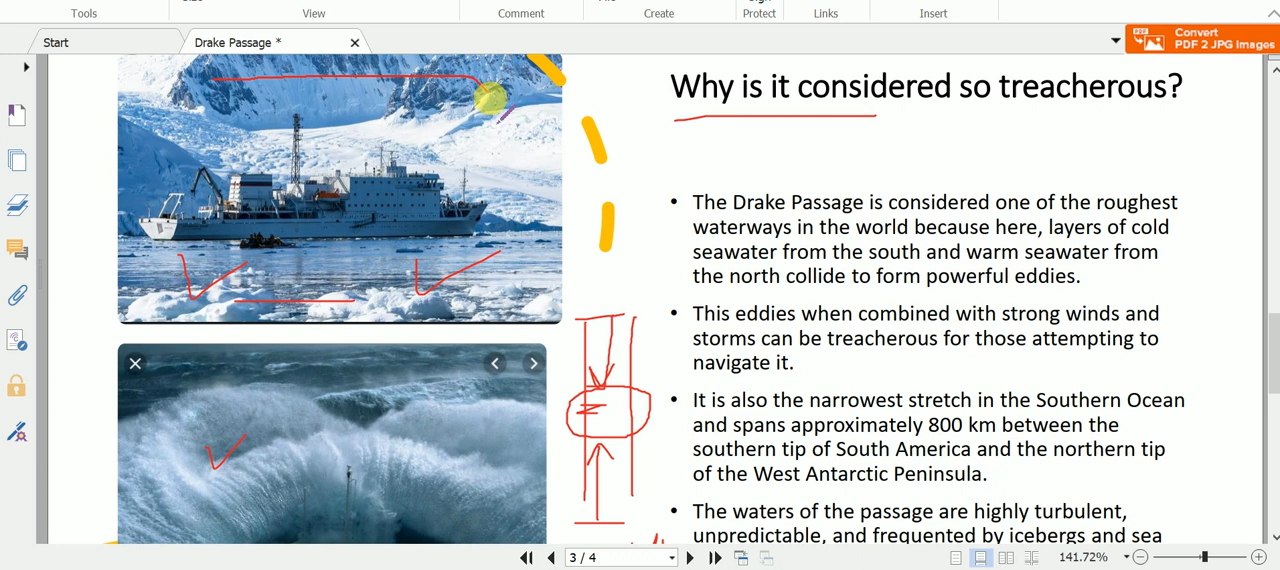 Tools
View
Comment
Create
Protect
Links
Insert
Start
Drake Passage *
Convert
PDF 2 JPG Images
Why is it considered so treacherous?
• The Drake Passage is considered one of the roughest
waterways in the world because here, layers of cold
seawater from the south and warm seawater from
the north collide to form powerful eddies.
• This eddies when combined with strong winds and
storms can be treacherous for those attempting to
navigate it.
• It is also the narrowest stretch in the Southern Ocean
and spans approximately 800 km between the
southern tip of South America and the northern tip
of the West Antarctic Peninsula.
• The waters of the passage are highly turbulent,
unpredictable, and frequented by icebergs and sea
3 / 4
141.72%